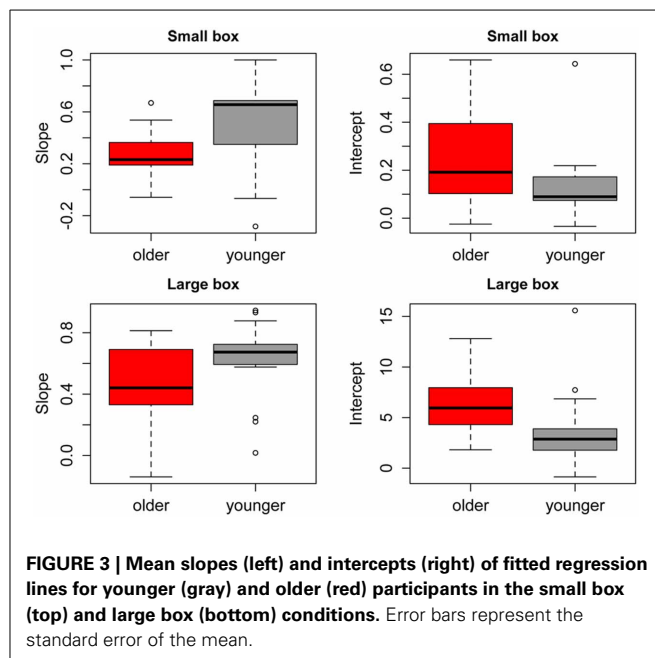 Small box
Slope
-0.2
0.2
0.6
1.0
older
younger
Small box
Intercept
0.0
0.2
0.4
0.6
older
younger
Large box
Slope
0.0
0.4
0.8
older
younger
Large box
Intercept
0
5
10
15
older
younger
FIGURE 3 | Mean slopes (left) and intercepts (right) of fitted regression
lines for younger (gray) and older (red) participants in the small box
(top) and large box (bottom) conditions. Error bars represent the
standard error of the mean.